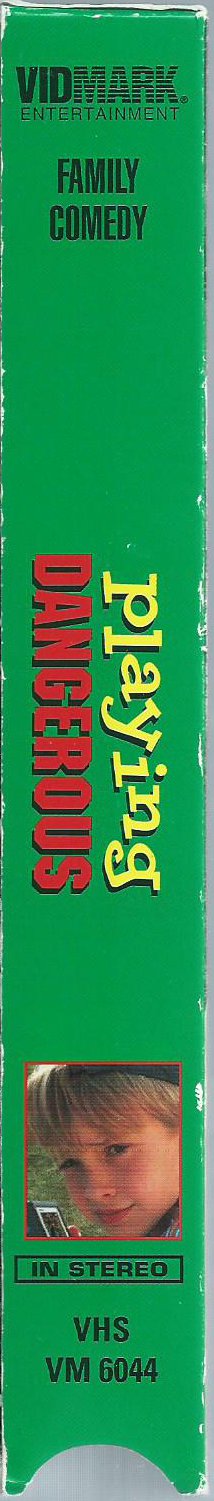 VIDMARK®
ENTERTAINMENT
FAMILY
COMEDY
playing
DANGEROUS
IN STEREO
VHS
VM 6044